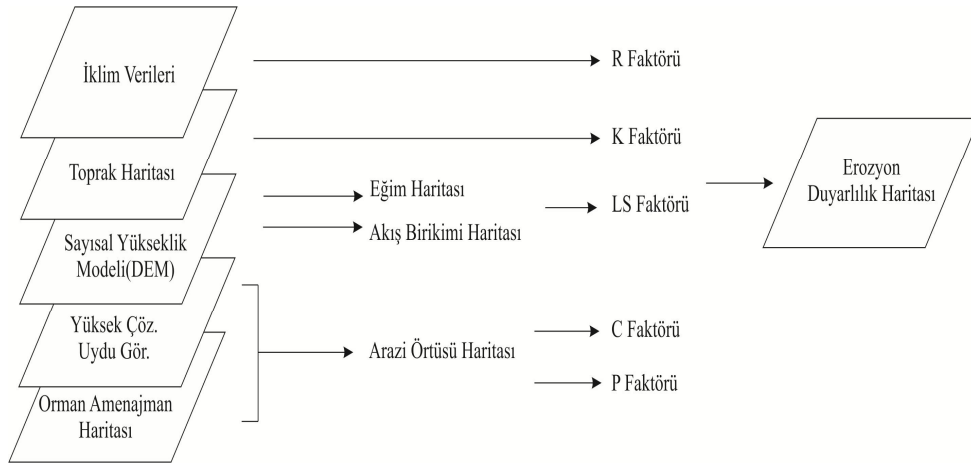 İklim Verileri
R Faktörü
Toprak Haritası
K Faktörü
Sayısal Yükseklik
Modeli(DEM)
Eğim Haritası
Akış Birikimi Haritası
LS Faktörü
Erozyon
Duyarlılık Haritası
Yüksek Çöz.
Uydu Gör.
Orman Amenajman
Haritası
Arazi Örtüsü Haritası
C Faktörü
P Faktörü